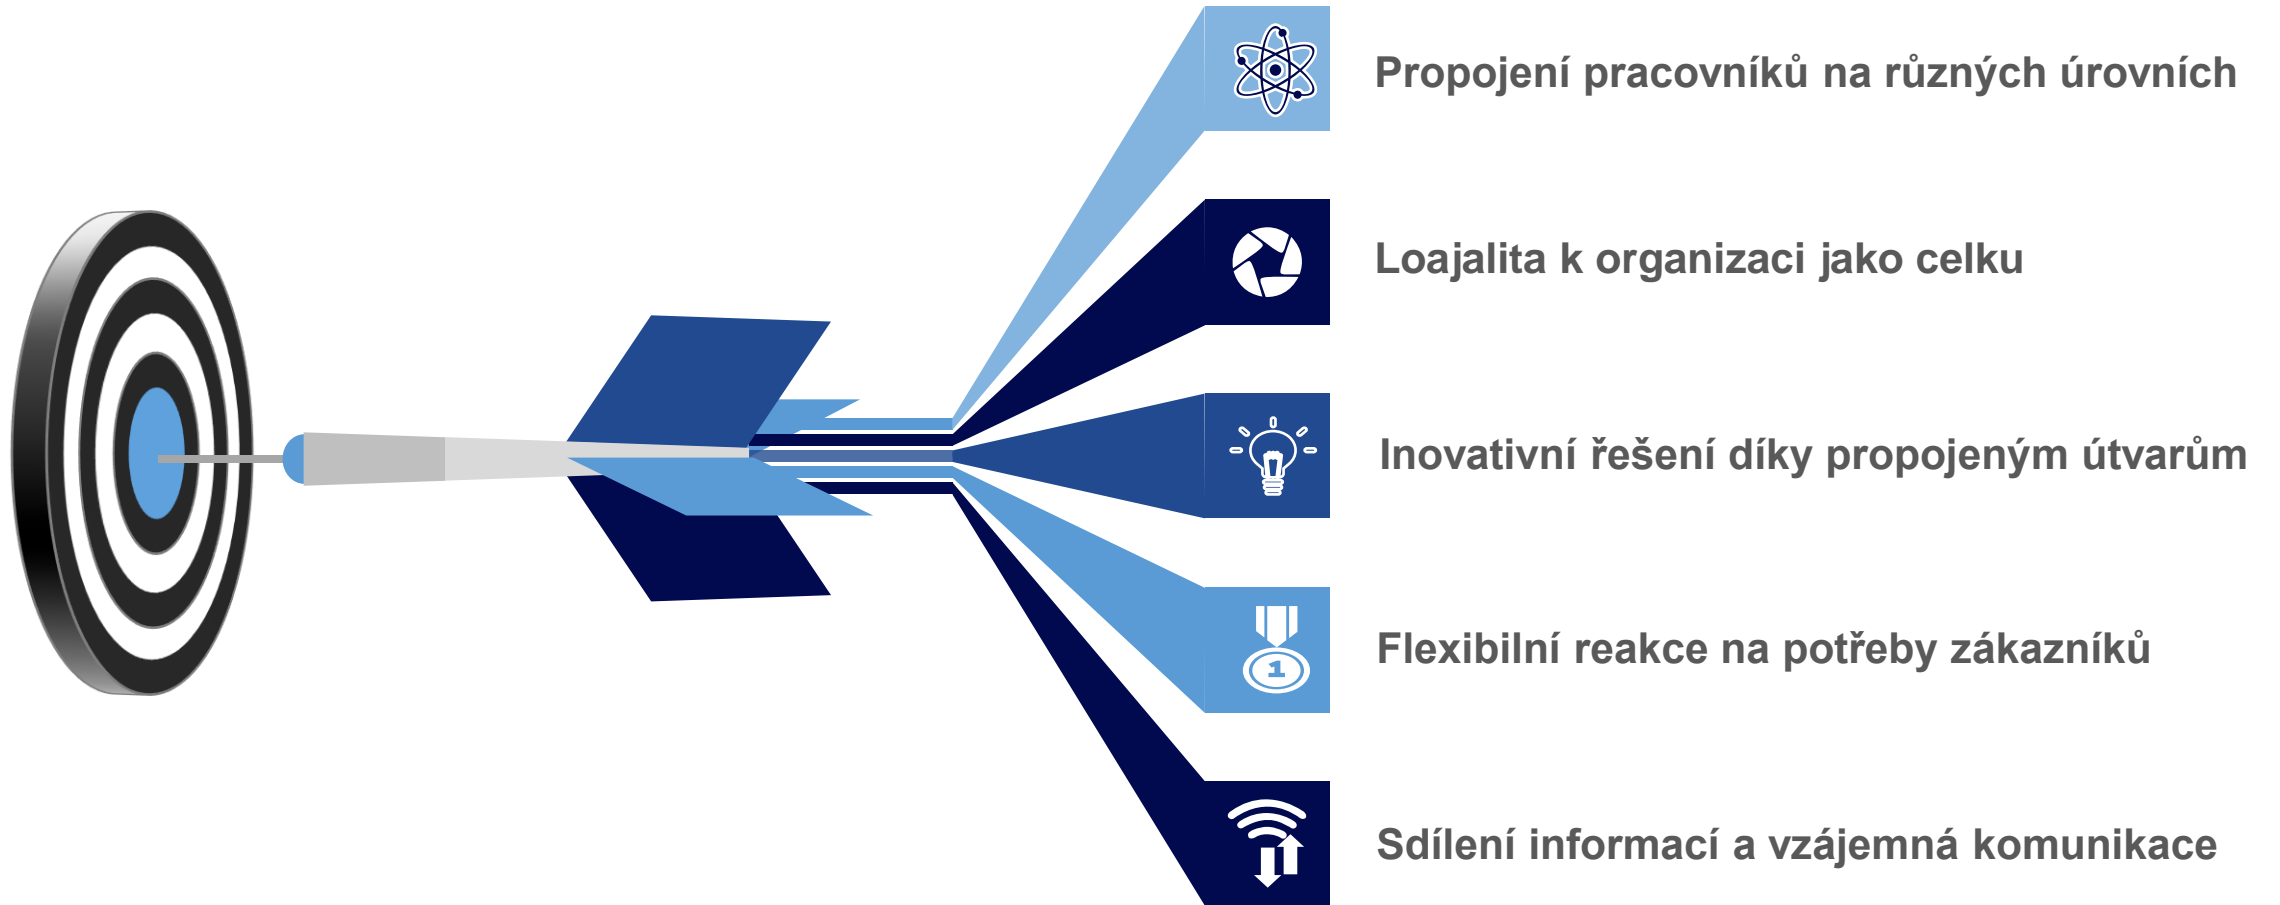 Propojení pracovníků na různých úrovních
Loajalita k organizaci jako celku
Inovativní řešení díky propojeným útvarům
Flexibilní reakce na potřeby zákazníků
1
Sdílení informací a vzájemná komunikace